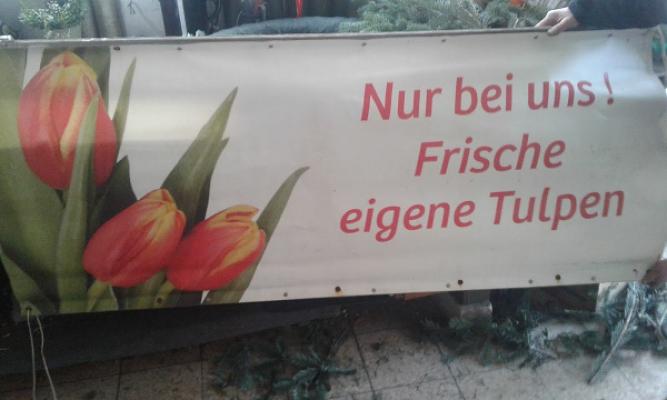 Nur bei uns!
Frische
eigene Tulpen